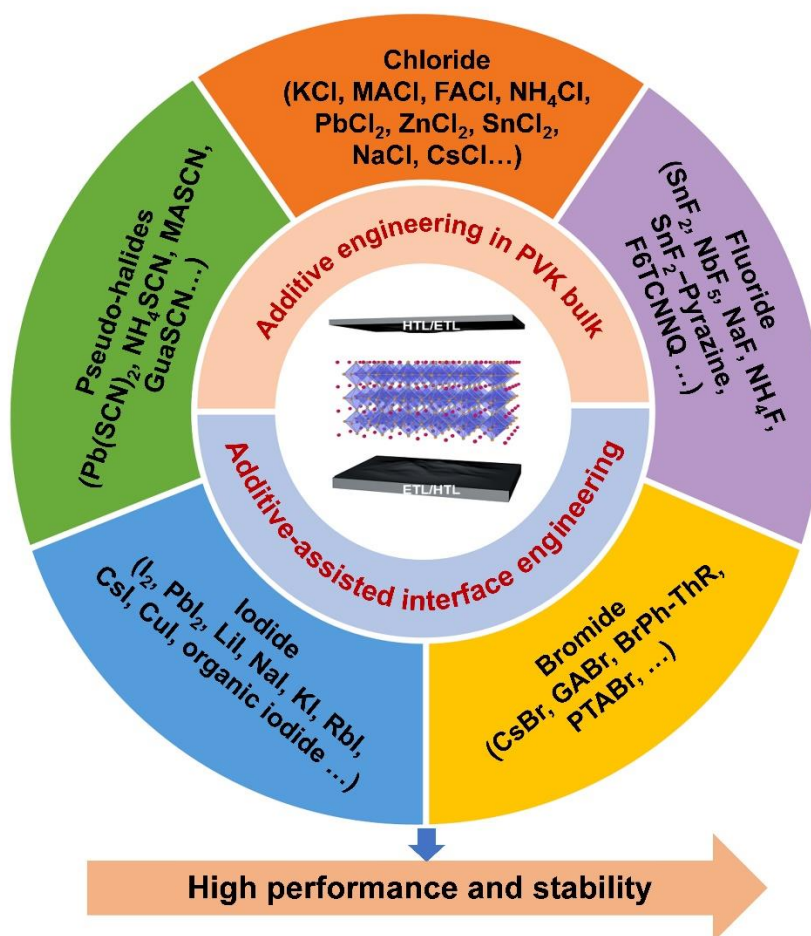 Chloride
(KCl, MACl, FACl, NH₄Cl,
PbCl₂, ZnCl₂, SnCl₂,
NaCl, CsCl…)
Fluoride
(SnF₂, NbF₅, NaF, NH₄F,
SnF₂–Pyrazine,
F6TCNNQ …)
Bromide
(CsBr, GABr, BrPh-ThR,
PTABr, …)
Iodide
(I₂, PbI₂, LiI, NaI, KI, RbI,
CsI, CuI, organic iodide …)
Pseudo-halides
(Pb(SCN)₂, NH₄SCN, MASCN,
GuaSCN…)
Additive engineering in PVK bulk
HTL/ETL
ETL/HTL
Additive-assisted interface engineering
High performance and stability